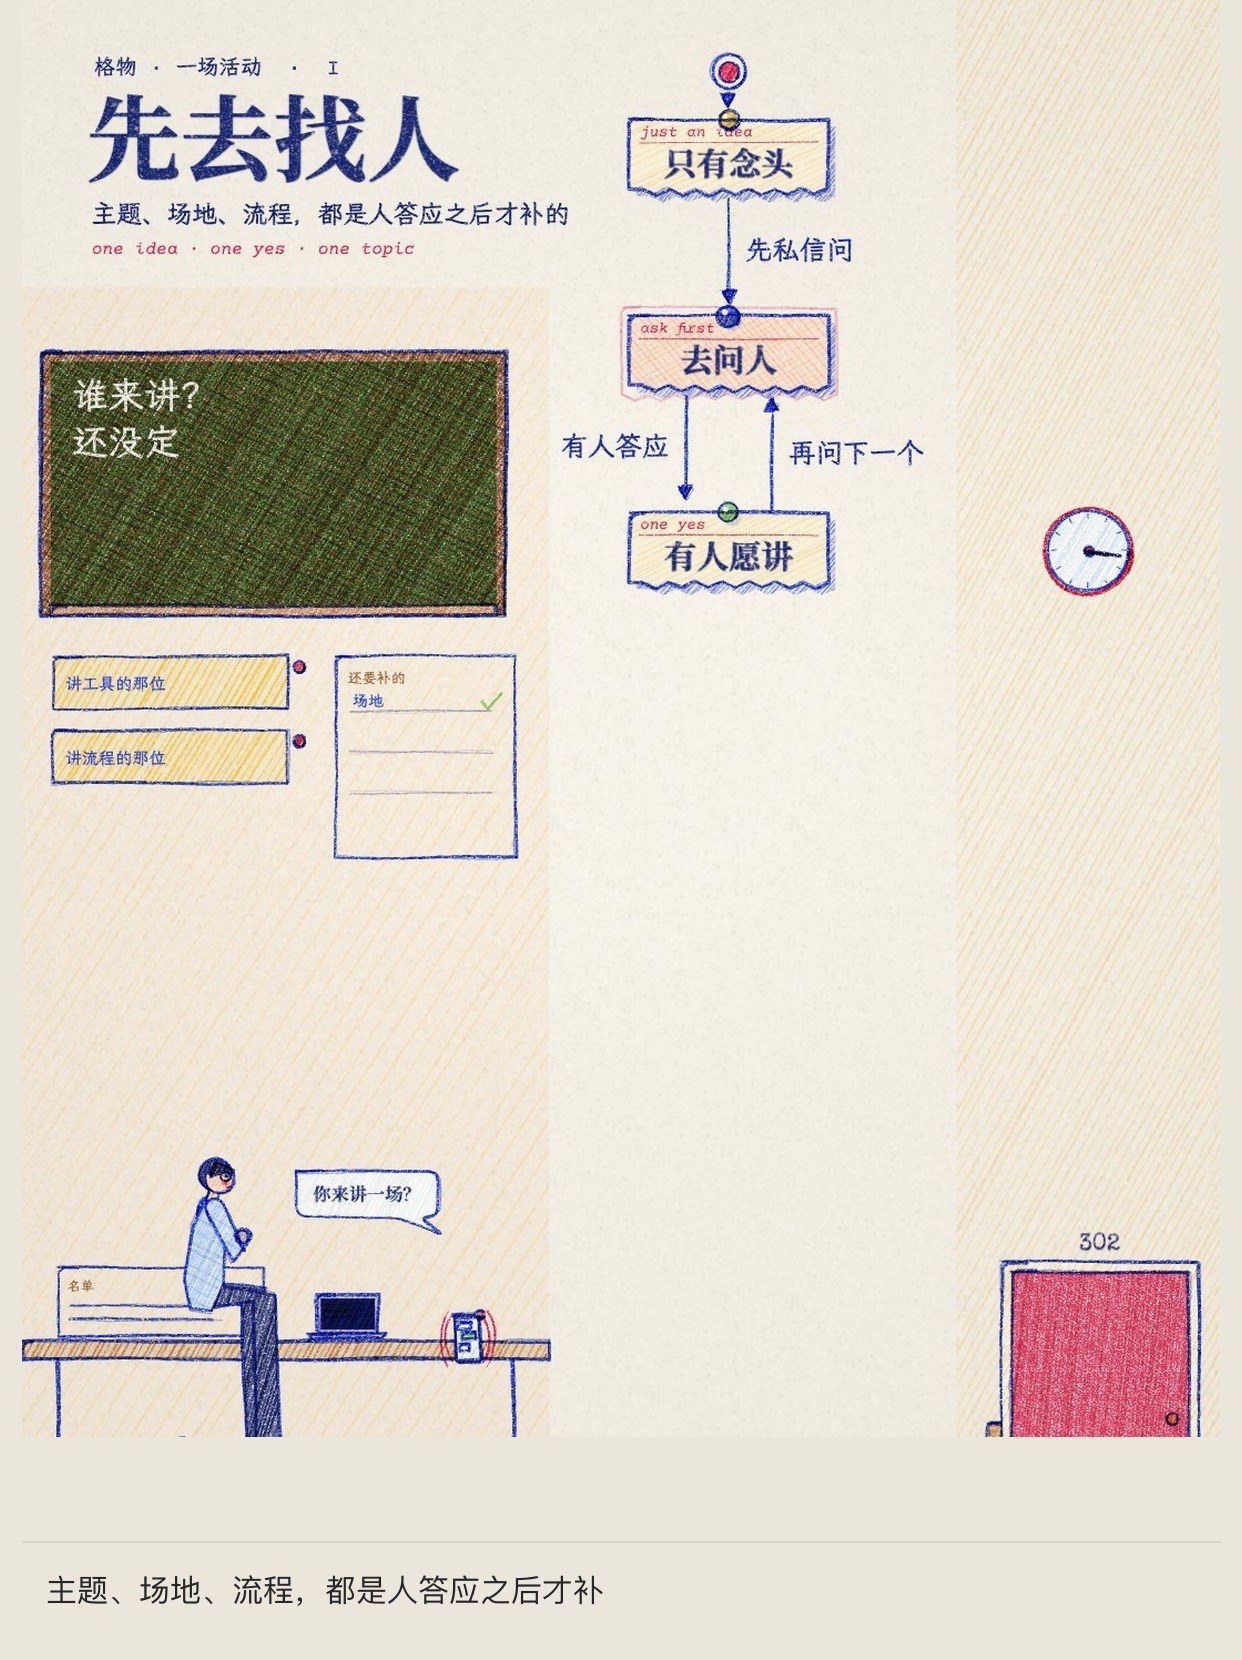 格物 · 一场活动 · I
先去找人
主题、场地、流程，都是人答应之后才补的
one idea · one yes · one topic
just an idea
只有念头
先私信问
ask first
去问人
有人答应
再问下一个
one yes
有人愿讲
谁来讲？
还没定
讲工具的那位
讲流程的那位
还要补的
场地
你来讲一场？
名单
302
主题、场地、流程，都是人答应之后才补